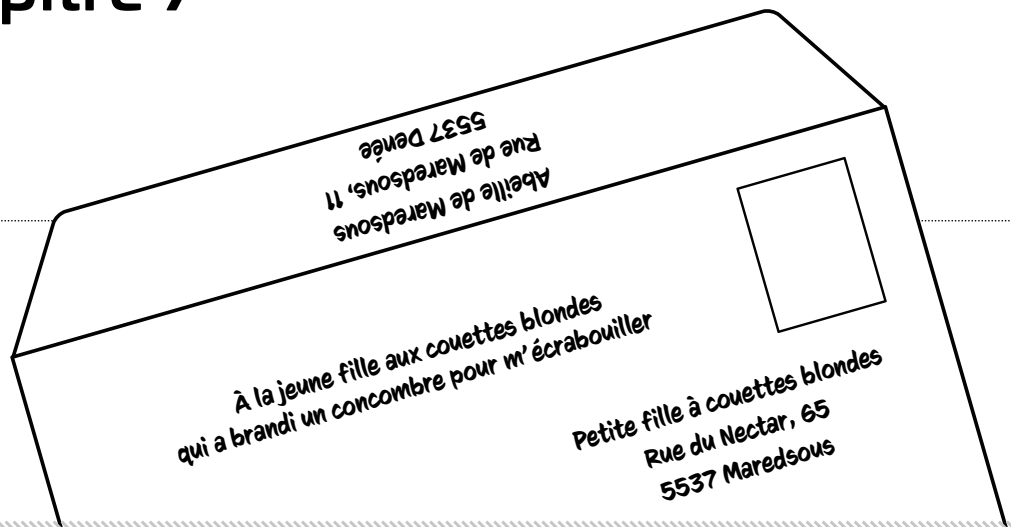 pitre 7
Abeille de Maredsous
Rue de Maredsous, 11
5537 Denée
À la jeune fille aux couettes blondes
qui a brandi un concombre pour m'écrabouiller
Petite fille à couettes blondes
Rue du Nectar, 65
5537 Maredsous